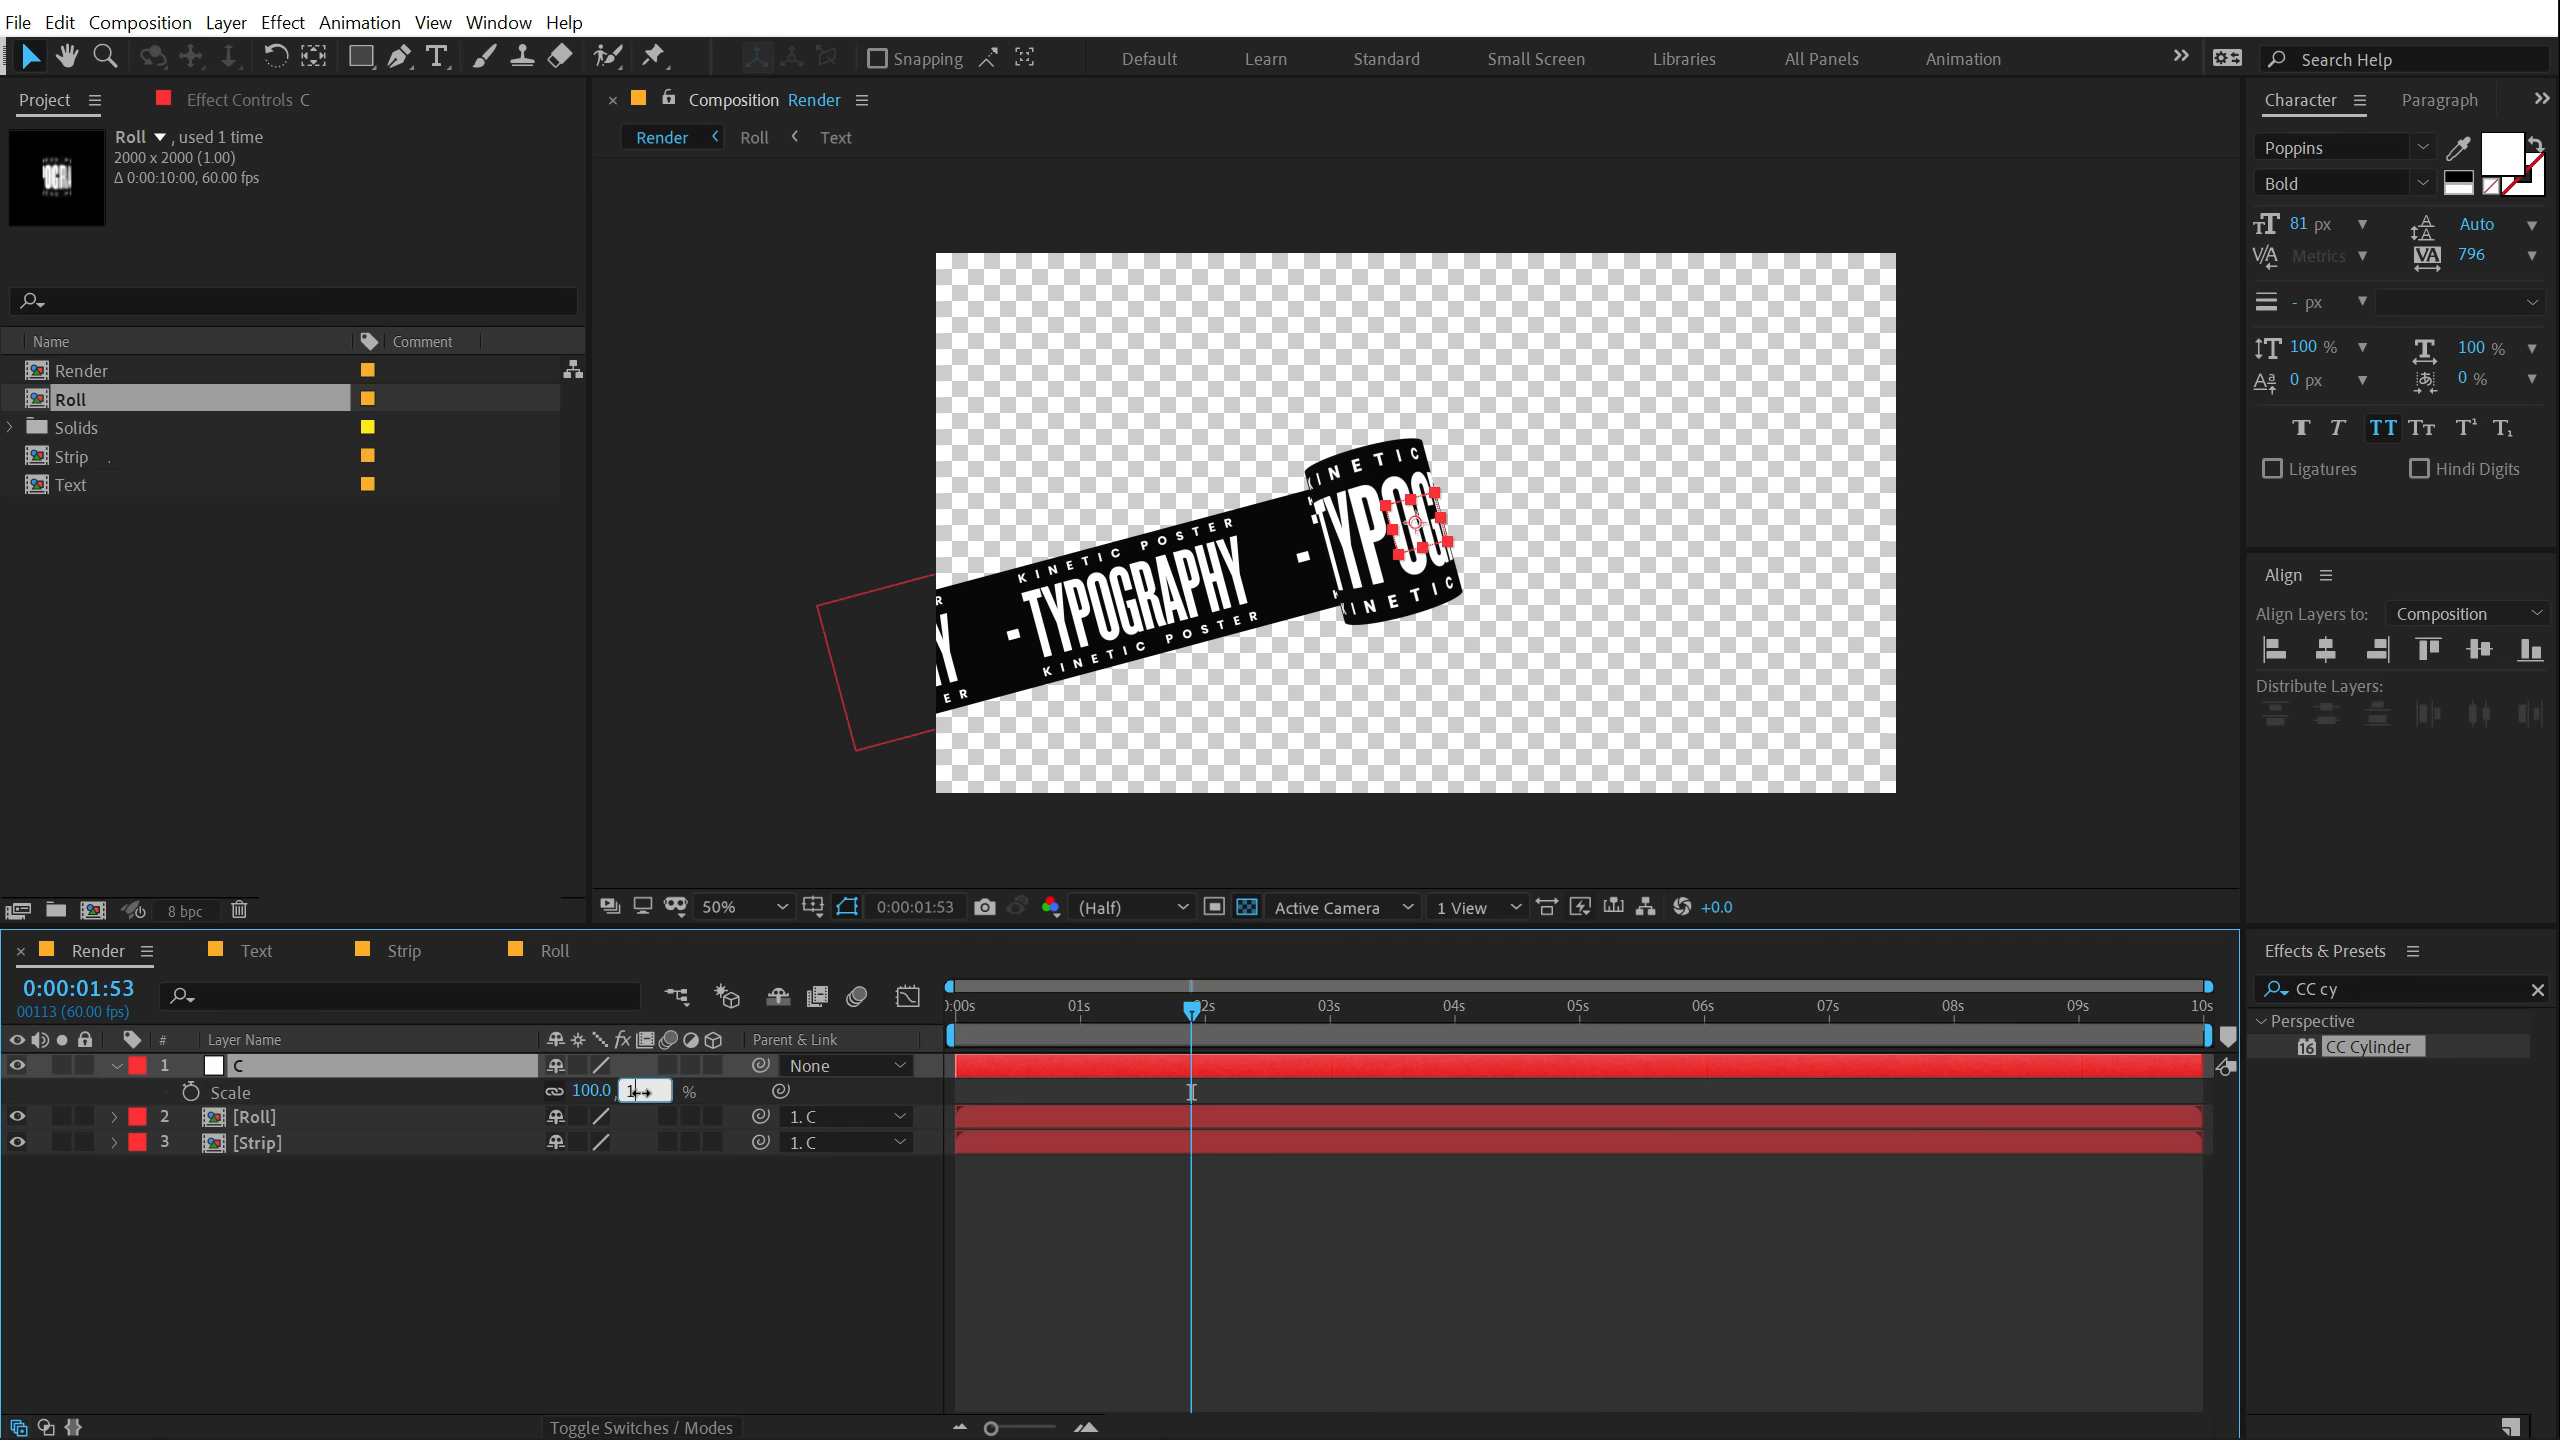 File Edit Composition Layer Effect Animation View Window Help
Snapping Default Learn Standard Small Screen Libraries All Panels Animation Search Help
Project Effect Controls C
Roll , used 1 time
2000 x 2000 (1.00)
Δ 0:00:10:00, 60.00 fps
Name Comment
Render
Roll
Solids
Strip
Text
8 bpc
Composition Render
Render Roll Text
KINETIC
TYPOG
KINETIC
KINETIC POSTER
- TYPOGRAPHY -
KINETIC POSTER
R
Y
ER
50% 0:00:01:53 (Half) Active Camera 1 View +0.0
Character Paragraph
Poppins
Bold
81 px Auto
Metrics 796
- px
100 % 100 %
0 px 0 %
Ligatures Hindi Digits
Align
Align Layers to: Composition
Distribute Layers:
Render Text Strip Roll
0:00:01:53
00113 (60.00 fps)
0:00s 01s 02s 03s 04s 05s 06s 07s 08s 09s 10s
# Layer Name Parent & Link
1 C None
Scale 100.0, 1 %
2 [Roll] 1. C
3 [Strip] 1. C
Toggle Switches / Modes
Effects & Presets
CC cy
Perspective
CC Cylinder